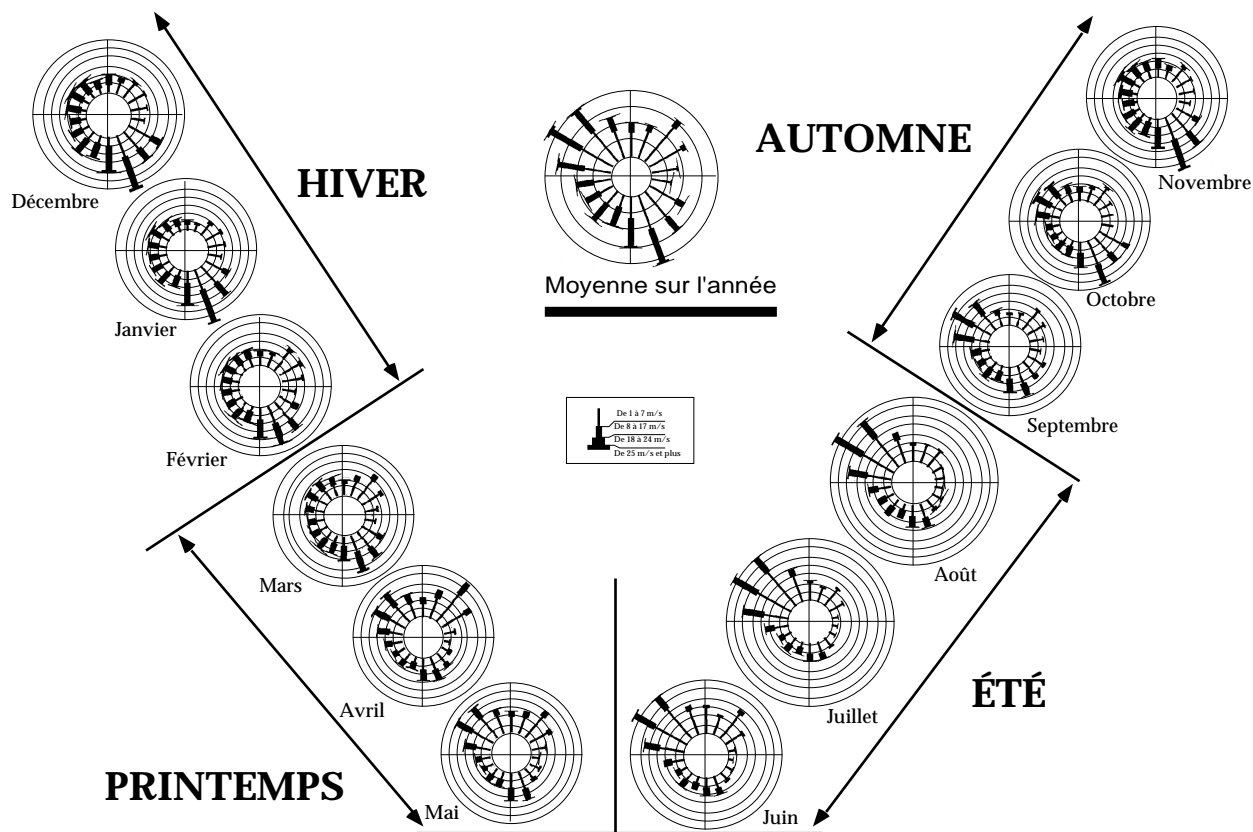 HIVER
AUTOMNE
Décembre
Novembre
Moyenne sur l'année
Octobre
Janvier
De 1 à 7 m/s
De 8 à 17 m/s
De 18 à 24 m/s
De 25 m/s et plus
Septembre
Février
Août
Mars
Avril
Juillet
ÉTÉ
PRINTEMPS
Mai
Juin